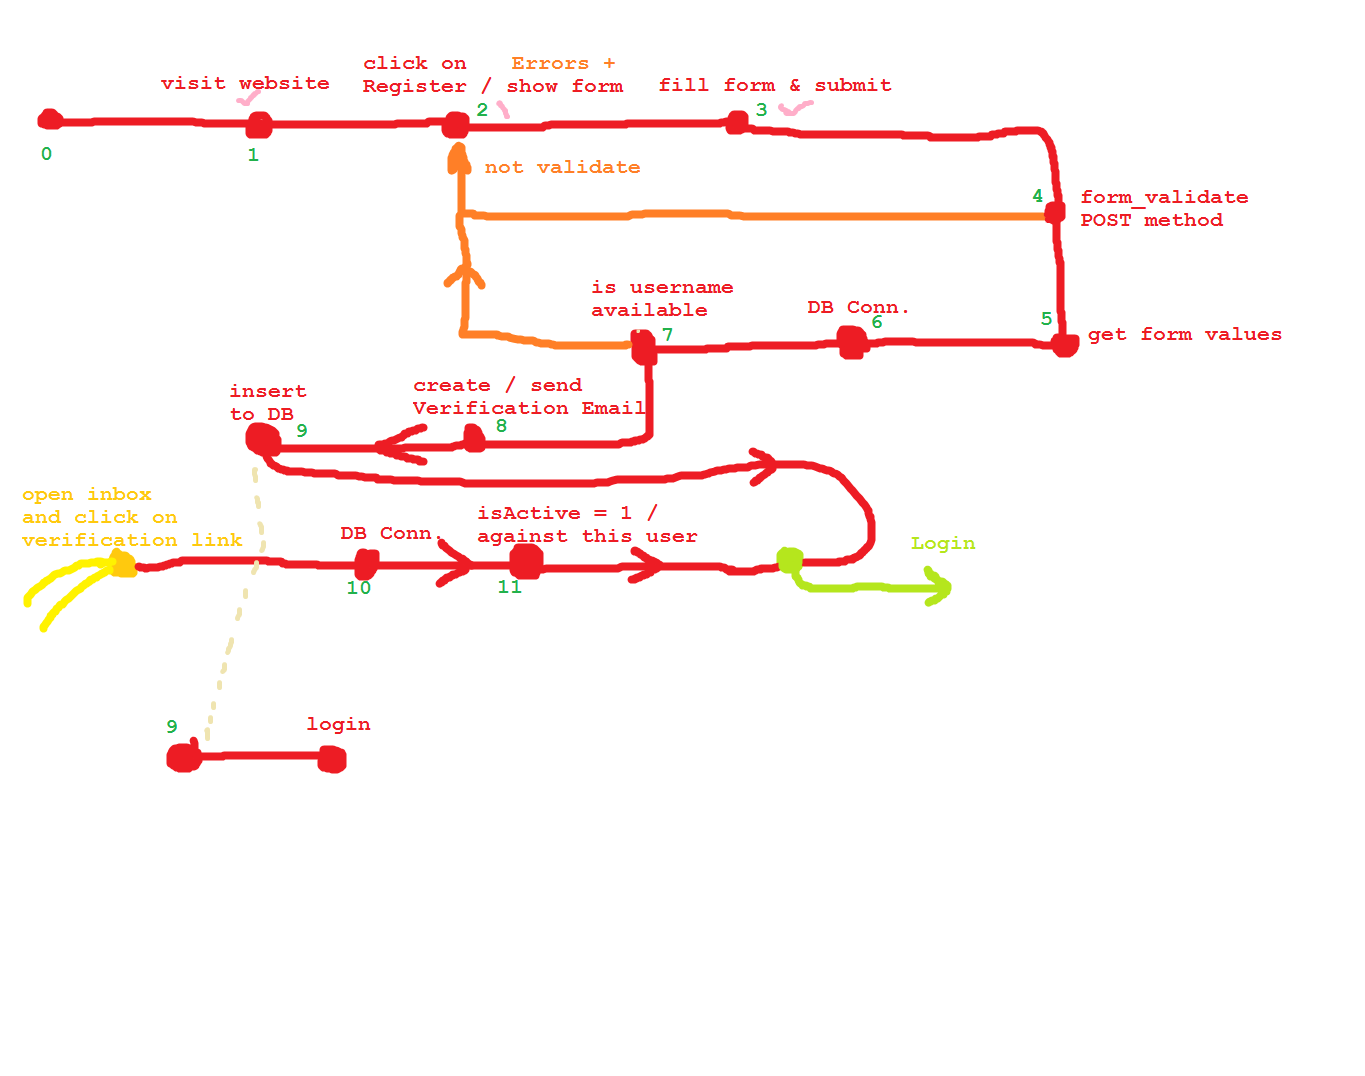 click on Errors +
visit website
Register / show form
fill form & submit
2
3
0
1
not validate
4
form_validate
POST method
is username
available
DB Conn.
6
5
7
get form values
insert
to DB
9
create / send
Verification Email
8
open inbox
and click on
verification link
DB Conn.
10
isActive = 1 /
against this user
11
Login
9
login